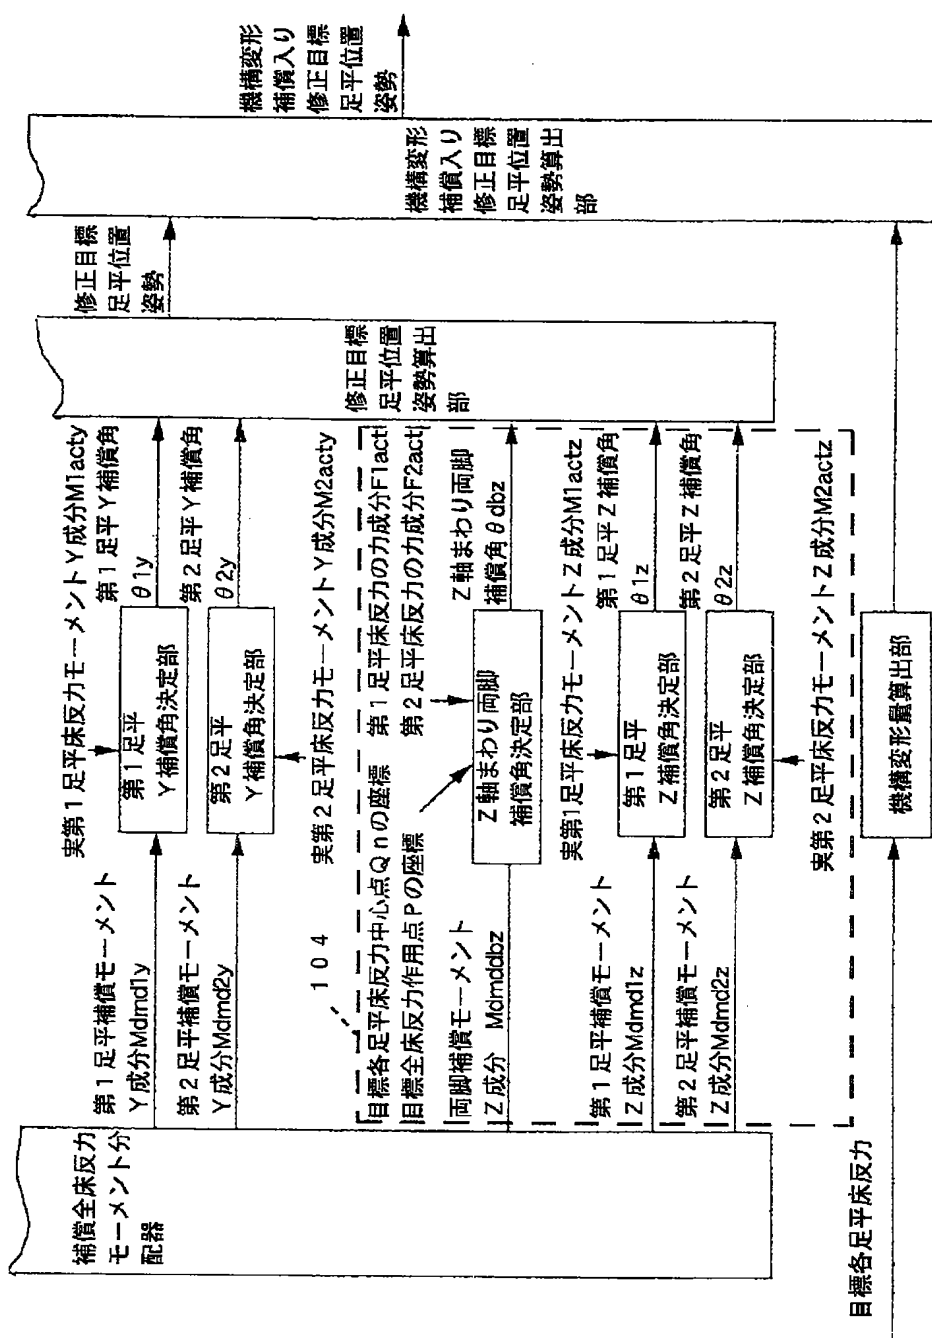 補償全床反力
モーメント分
配器
第1足平補償モーメント
Y成分Mdmd1y
第2足平補償モーメント
Y成分Mdmd2y
104
目標各足平床反力中心点Qnの座標
目標全床反力作用点Pの座標
両脚補償モーメント
Z成分 Mdmddbz
第1足平補償モーメント
Z成分Mdmd1z
第2足平補償モーメント
Z成分Mdmd2z
目標各足平床反力
実第1足平床反力モーメントY成分M1acty
第1足平
Y補償角決定部
第2足平
Y補償角決定部
実第2足平床反力モーメントY成分M2acty
第1足平床反力の力成分F1act
第2足平床反力の力成分F2act
Z軸まわり両脚
補償角決定部
実第1足平床反力モーメントZ成分M1actz
第1足平
Z補償角決定部
第2足平
Z補償角決定部
実第2足平床反力モーメントZ成分M2actz
機構変形量算出部
第1足平Y補償角
θ1y
第2足平Y補償角
θ2y
Z軸まわり両脚
補償角θdbz
第1足平Z補償角
θ1z
第2足平Z補償角
θ2z
修正目標
足平位置
姿勢算出
部
修正目標
足平位置
姿勢
機構変形
補償入り
修正目標
足平位置
姿勢算出
部
機構変形
補償入り
修正目標
足平位置
姿勢